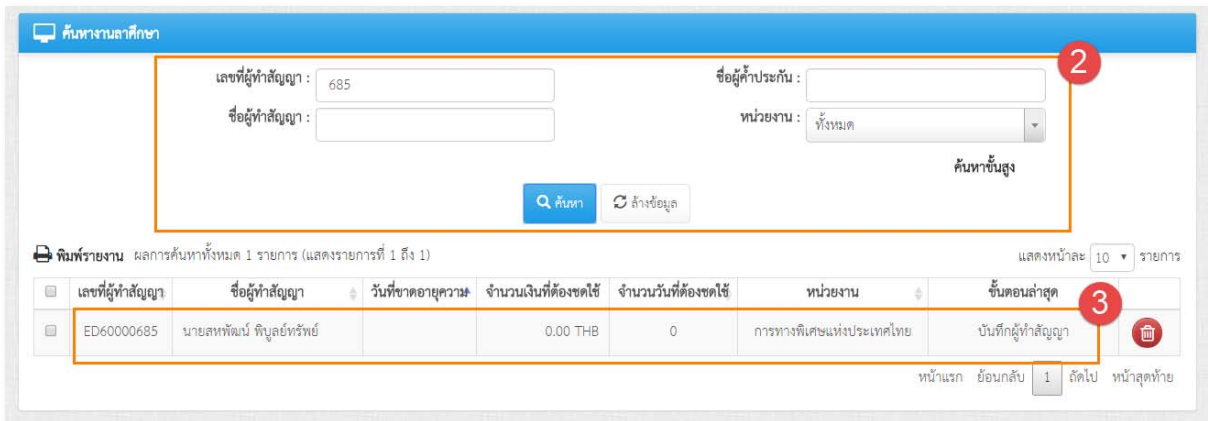 ค้นหางานลาศึกษา
2
เลขที่ผู้ทำสัญญา : 685 ชื่อผู้ค้ำประกัน :
ชื่อผู้ทำสัญญา : หน่วยงาน : ทั้งหมด
ค้นหาขั้นสูง
ค้นหา ล้างข้อมูล
พิมพ์รายงาน ผลการค้นหาทั้งหมด 1 รายการ (แสดงรายการที่ 1 ถึง 1) แสดงหน้าละ 10 รายการ
เลขที่ผู้ทำสัญญา ชื่อผู้ทำสัญญา วันที่ขาดอายุความ จำนวนเงินที่ต้องชดใช้ จำนวนวันที่ต้องชดใช้ หน่วยงาน ขั้นตอนล่าสุด
3
ED60000685 นายสหพัฒน์ พิบูลย์ทรัพย์ 0.00 THB 0 การทางพิเศษแห่งประเทศไทย บันทึกผู้ทำสัญญา
หน้าแรก ย้อนกลับ 1 ถัดไป หน้าสุดท้าย